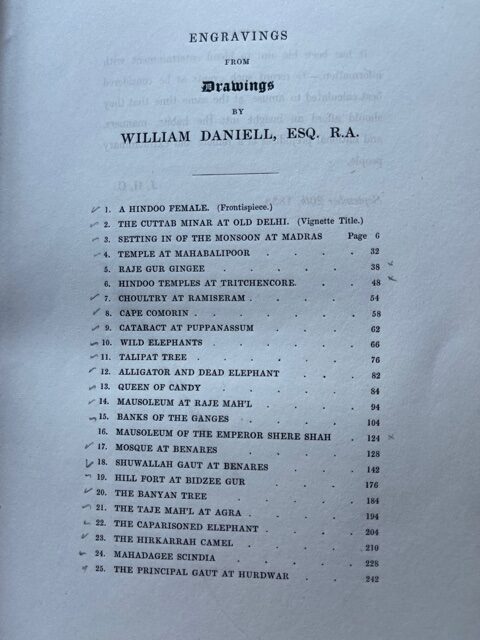 ENGRAVINGS
FROM
Drawings
BY
WILLIAM DANIELL, ESQ. R.A.
1. A HINDOO FEMALE. (Frontispiece.)
2. THE CUTTAB MINAR AT OLD DELHI. (Vignette Title.)
3. SETTING IN OF THE MONSOON AT MADRAS Page 6
4. TEMPLE AT MAHABALIPOOR . . . . 32
5. RAJE GUR GINGEE . . . . . 38
6. HINDOO TEMPLES AT TRITCHENCORE. . . . 48
7. CHOULTRY AT RAMISERAM . . . . 54
8. CAPE COMORIN . . . . . 58
9. CATARACT AT PUPPANASSUM . . . . 62
10. WILD ELEPHANTS . . . . . 66
11. TALIPAT TREE . . . . . 76
12. ALLIGATOR AND DEAD ELEPHANT . . . 82
13. QUEEN OF CANDY . . . . . 84
14. MAUSOLEUM AT RAJE MAH'L . . . . 94
15. BANKS OF THE GANGES . . . . 104
16. MAUSOLEUM OF THE EMPEROR SHERE SHAH . . 124
17. MOSQUE AT BENARES . . . . 128
18. SHUWALLAH GAUT AT BENARES . . . 142
19. HILL FORT AT BIDZEE GUR . . . . 176
20. THE BANYAN TREE . . . . 184
21. THE TAJE MAH'L AT AGRA . . . . 194
22. THE CAPARISONED ELEPHANT . . . . 204
23. THE HIRKARRAH CAMEL . . . . 210
24. MAHADAGEE SCINDIA . . . . 228
25. THE PRINCIPAL GAUT AT HURDWAR . . . 242